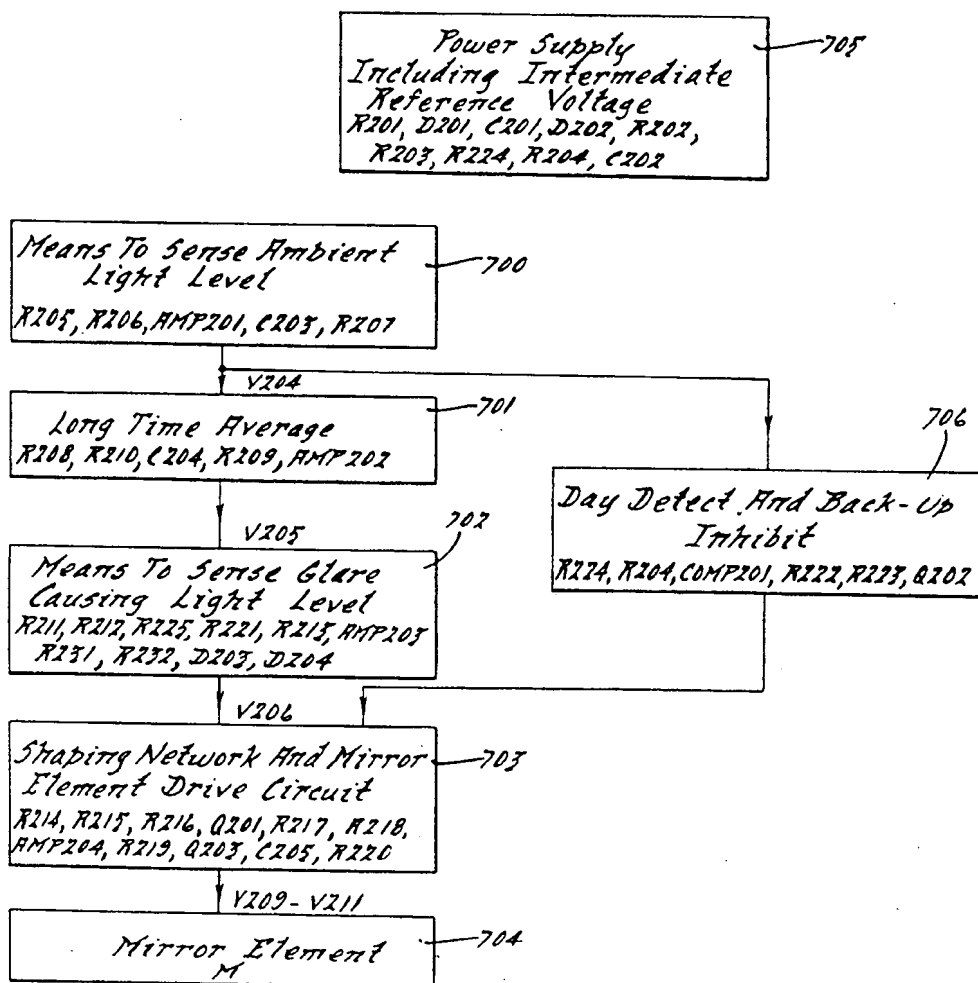 Power Supply
Including Intermediate
Reference Voltage
R201, D201, C201, D202, R202,
R203, R224, R204, C202
705
Means To Sense Ambient
Light Level
R205, R206, AMP201, C203, R207
700
V204
Long Time Average
R208, R210, C204, R209, AMP202
701
706
Day Detect And Back-Up
Inhibit
R224, R204, COMP201, R222, R223, Q202
V205
702
Means To Sense Glare
Causing Light Level
R211, R212, R225, R221, R213, AMP203
R231, R232, D203, D204
V206
Shaping Network And Mirror
Element Drive Circuit
R214, R215, R216, Q201, R217, R218,
AMP204, R219, Q203, C205, R220
703
V209-V211
Mirror Element
M
704